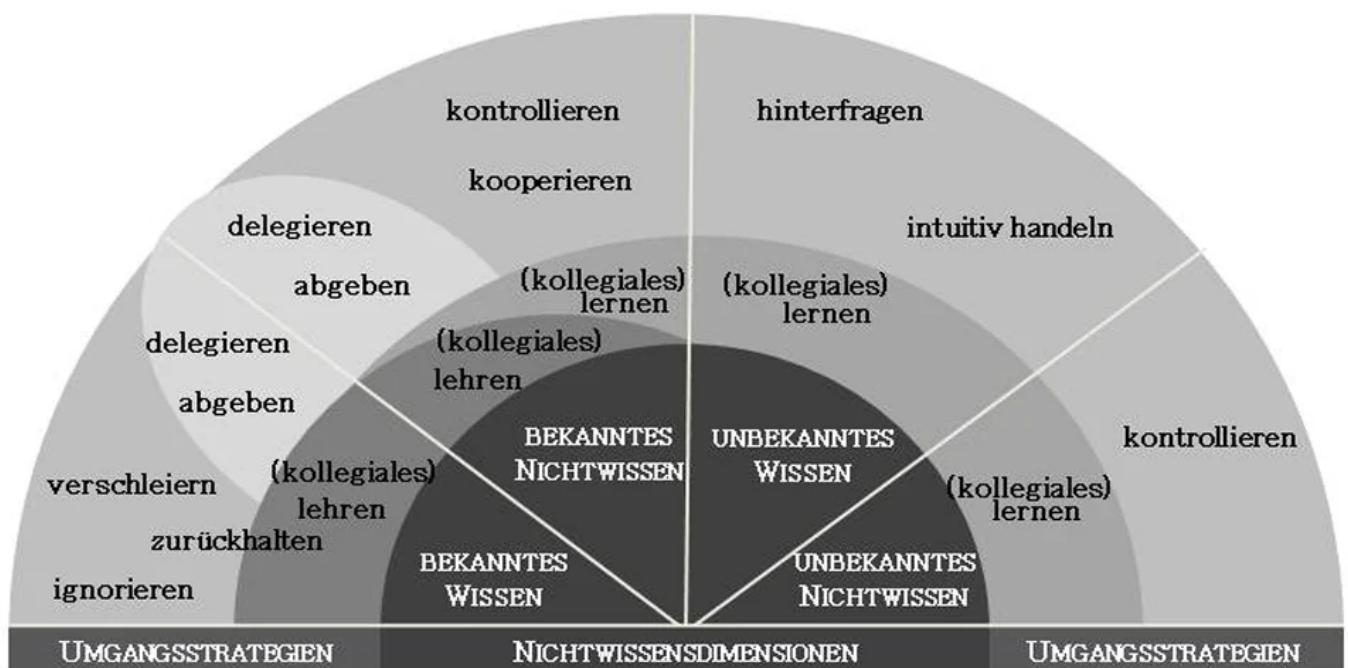 kontrollieren
hinterfragen
kooperieren
delegieren
intuitiv handeln
abgeben
(kollegiales)
lernen
(kollegiales)
lernen
delegieren
(kollegiales)
lehren
abgeben
BEKANNTES
NICHTWISSEN
UNBEKANNTES
WISSEN
kontrollieren
verschleiern
(kollegiales)
lehren
(kollegiales)
lernen
zurückhalten
BEKANNTES
WISSEN
UNBEKANNTES
NICHTWISSEN
ignorieren
UMGANGSSTRATEGIEN
NICHTWISSENSDIMENSIONEN
UMGANGSSTRATEGIEN